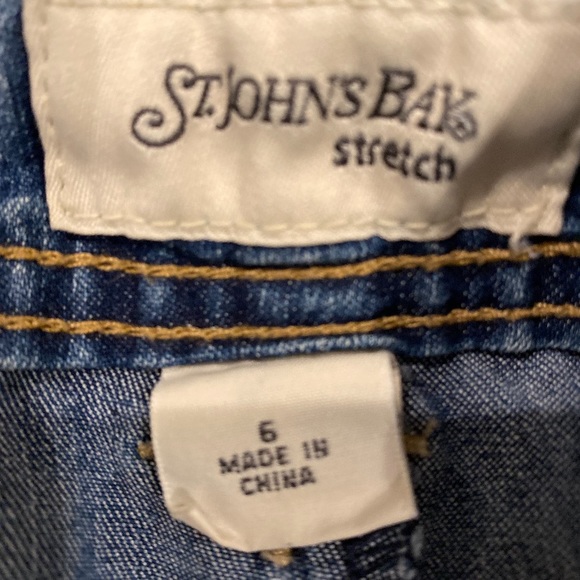 ST. JOHN'S BAY®
stretch
6
MADE IN
CHINA